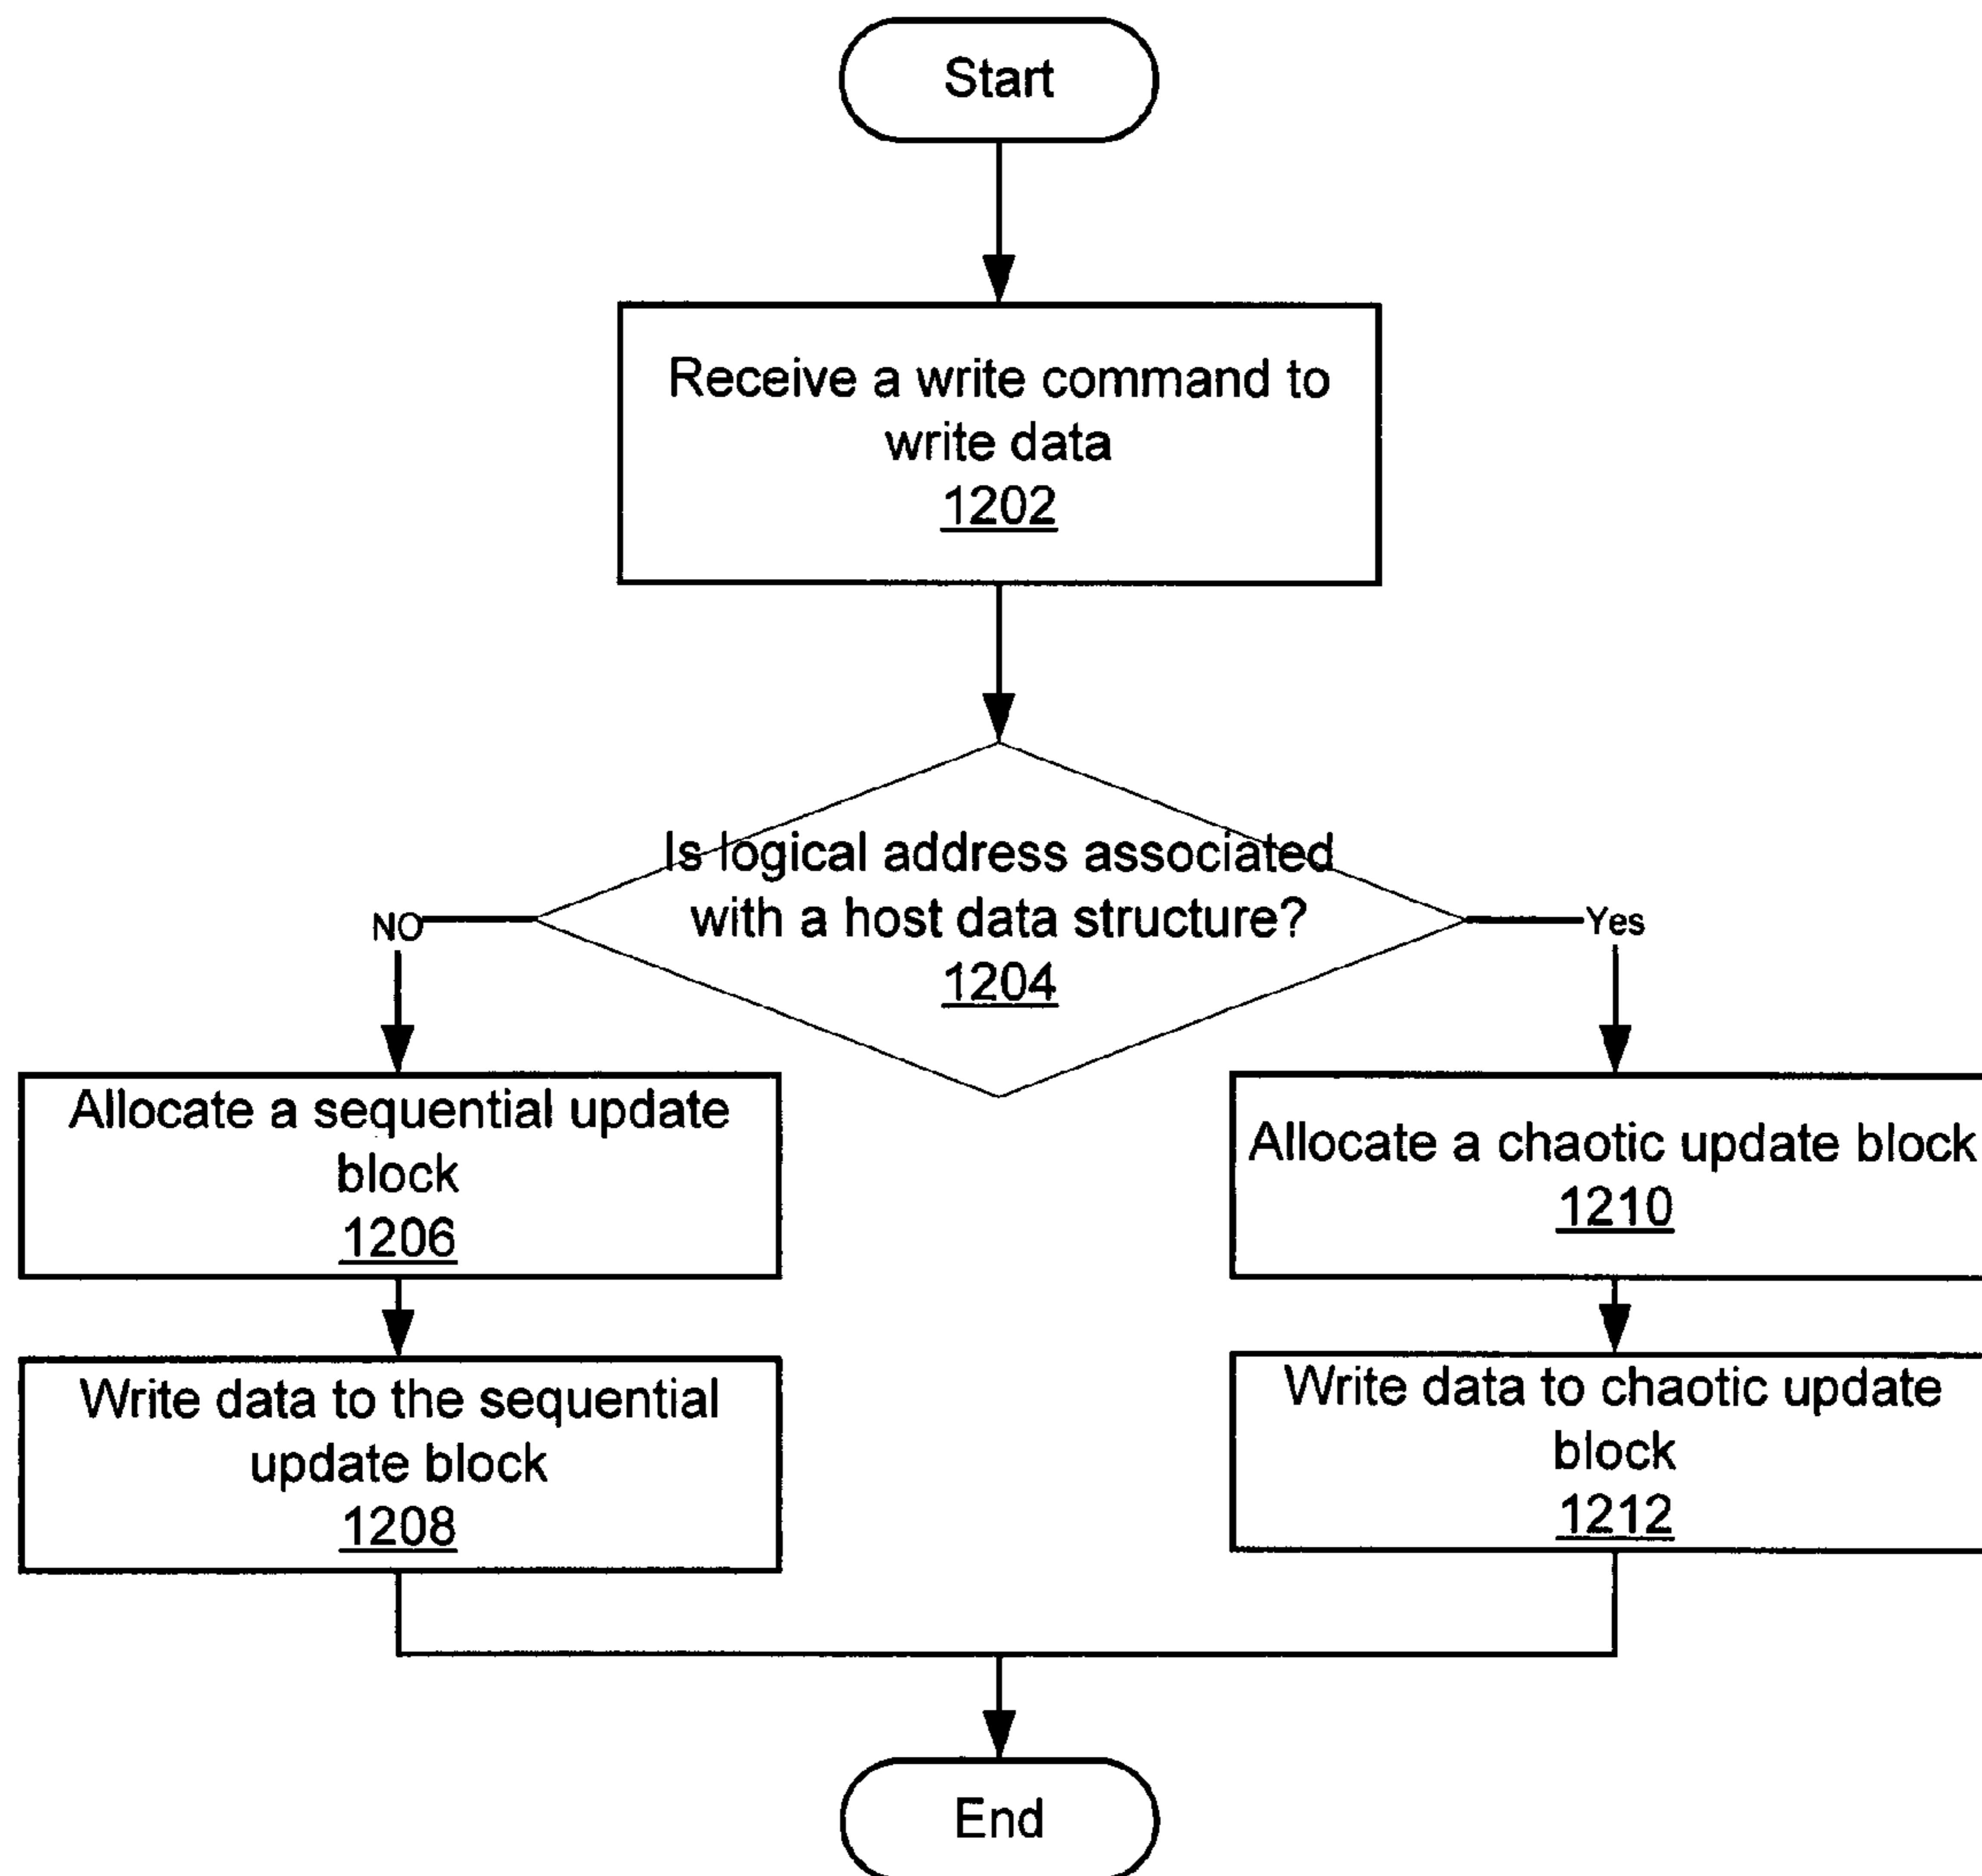 Start
Receive a write command to
write data
1202
Is logical address associated
with a host data structure?
1204
NO
Yes
Allocate a sequential update
block
1206
Write data to the sequential
update block
1208
Allocate a chaotic update block
1210
Write data to chaotic update
block
1212
End